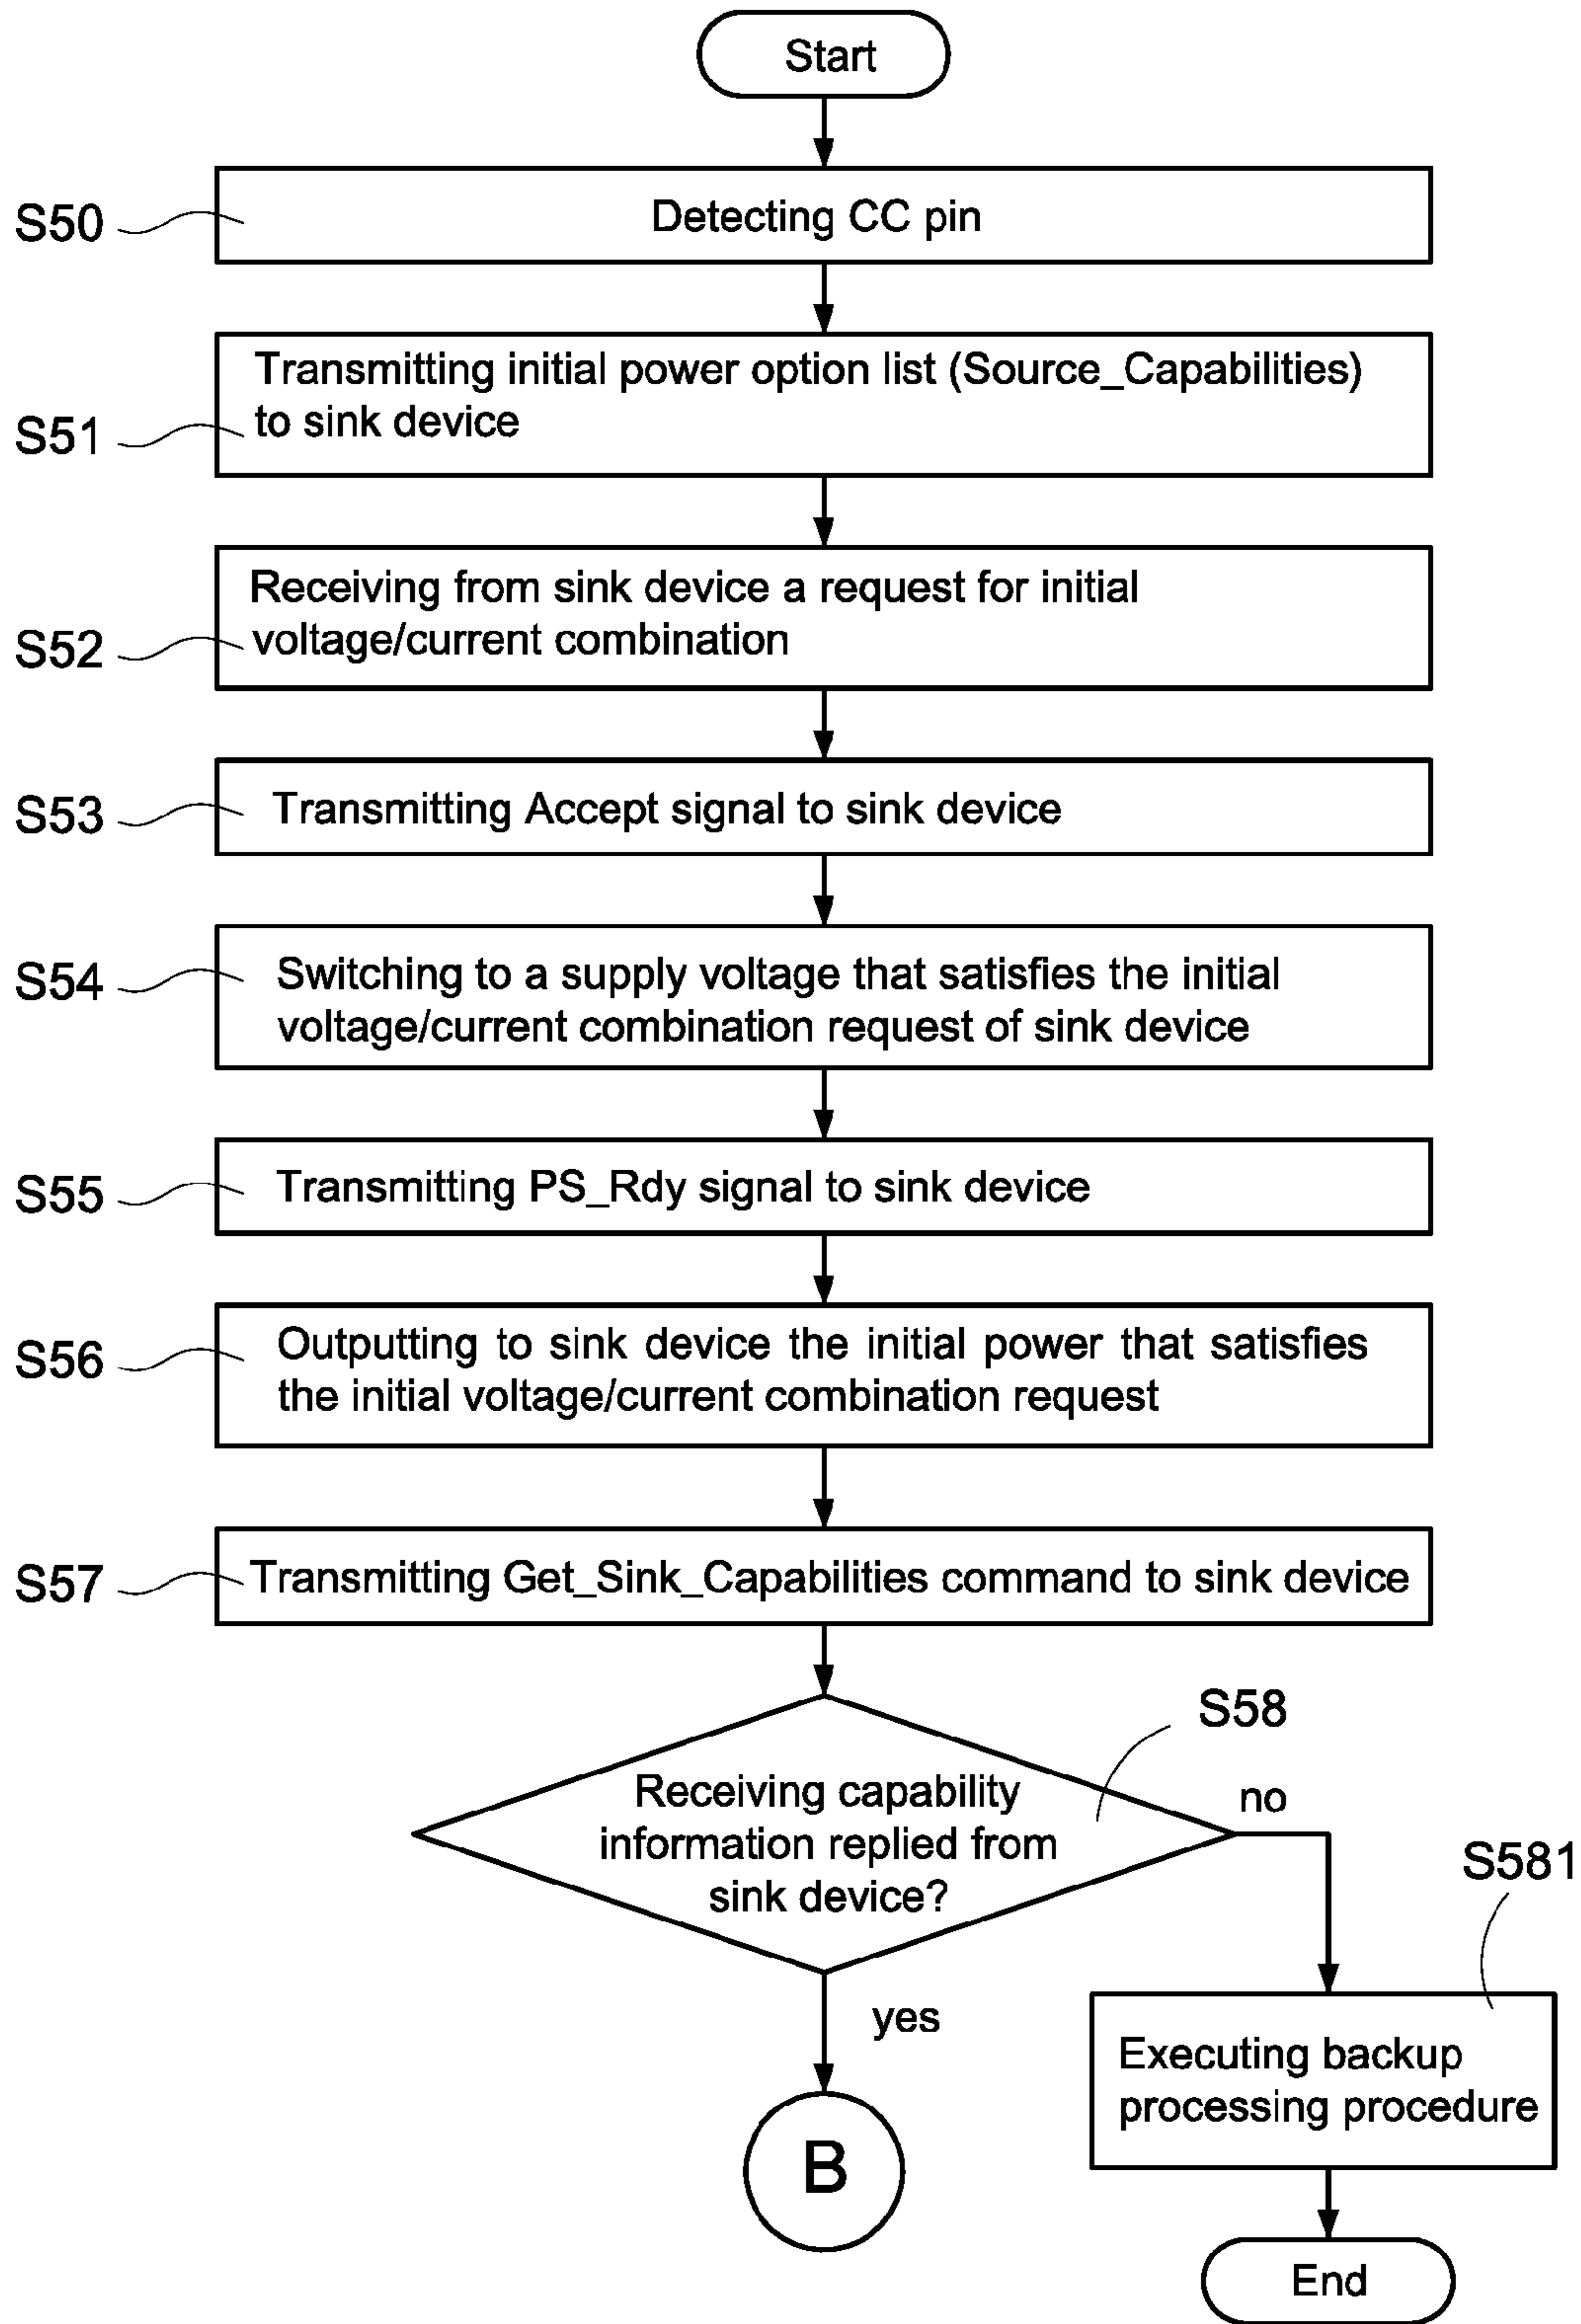 Start
S50
Detecting CC pin
S51
Transmitting initial power option list (Source_Capabilities)
to sink device
S52
Receiving from sink device a request for initial
voltage/current combination
S53
Transmitting Accept signal to sink device
S54
Switching to a supply voltage that satisfies the initial
voltage/current combination request of sink device
S55
Transmitting PS_Rdy signal to sink device
S56
Outputting to sink device the initial power that satisfies
the initial voltage/current combination request
S57
Transmitting Get_Sink_Capabilities command to sink device
S58
Receiving capability
information replied from
sink device?
no
S581
yes
Executing backup
processing procedure
B
End